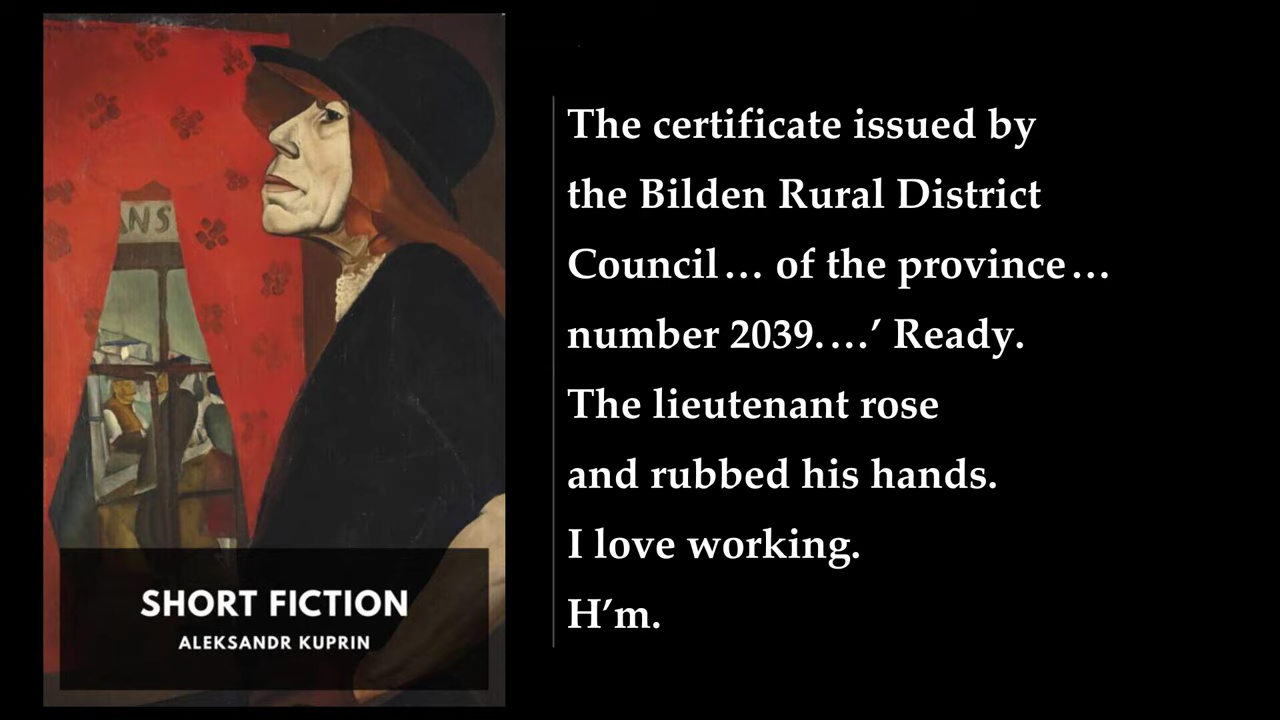 ANS
SHORT FICTION
ALEKSANDR KUPRIN
The certificate issued by
the Bilden Rural District
Council… of the province…
number 2039.…’ Ready.
The lieutenant rose
and rubbed his hands.
I love working.
H’m.